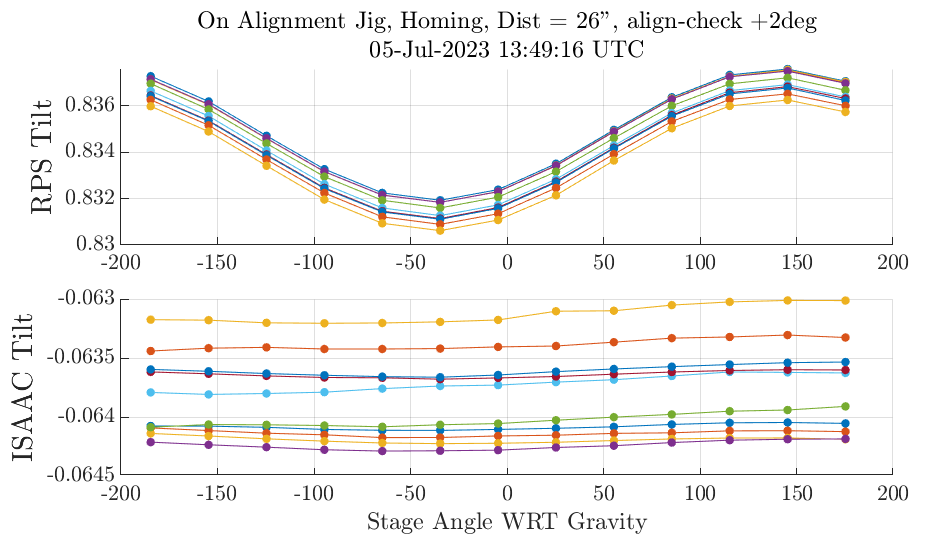 On Alignment Jig, Homing, Dist = 26", align-check +2deg
05-Jul-2023 13:49:16 UTC
RPS Tilt
0.836
0.834
0.832
0.83
-200 -150 -100 -50 0 50 100 150 200
ISAAC Tilt
-0.063
-0.0635
-0.064
-0.0645
-200 -150 -100 -50 0 50 100 150 200
Stage Angle WRT Gravity